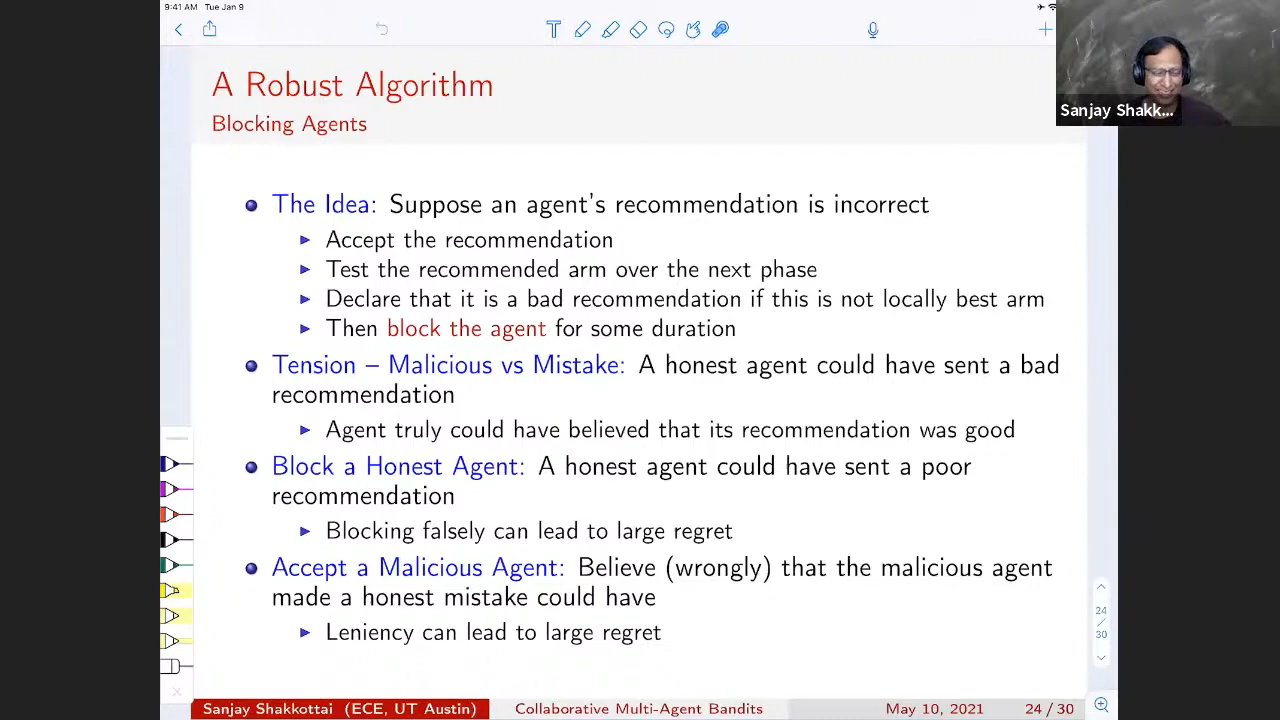 9:41 AM Tue Jan 9
Sanjay Shakk...
A Robust Algorithm
Blocking Agents
The Idea: Suppose an agent's recommendation is incorrect
Accept the recommendation
Test the recommended arm over the next phase
Declare that it is a bad recommendation if this is not locally best arm
Then block the agent for some duration
Tension – Malicious vs Mistake: A honest agent could have sent a bad
recommendation
Agent truly could have believed that its recommendation was good
Block a Honest Agent: A honest agent could have sent a poor
recommendation
Blocking falsely can lead to large regret
Accept a Malicious Agent: Believe (wrongly) that the malicious agent
made a honest mistake could have
Leniency can lead to large regret
24
/
30
Sanjay Shakkottai (ECE, UT Austin) Collaborative Multi-Agent Bandits May 10, 2021 24 / 30